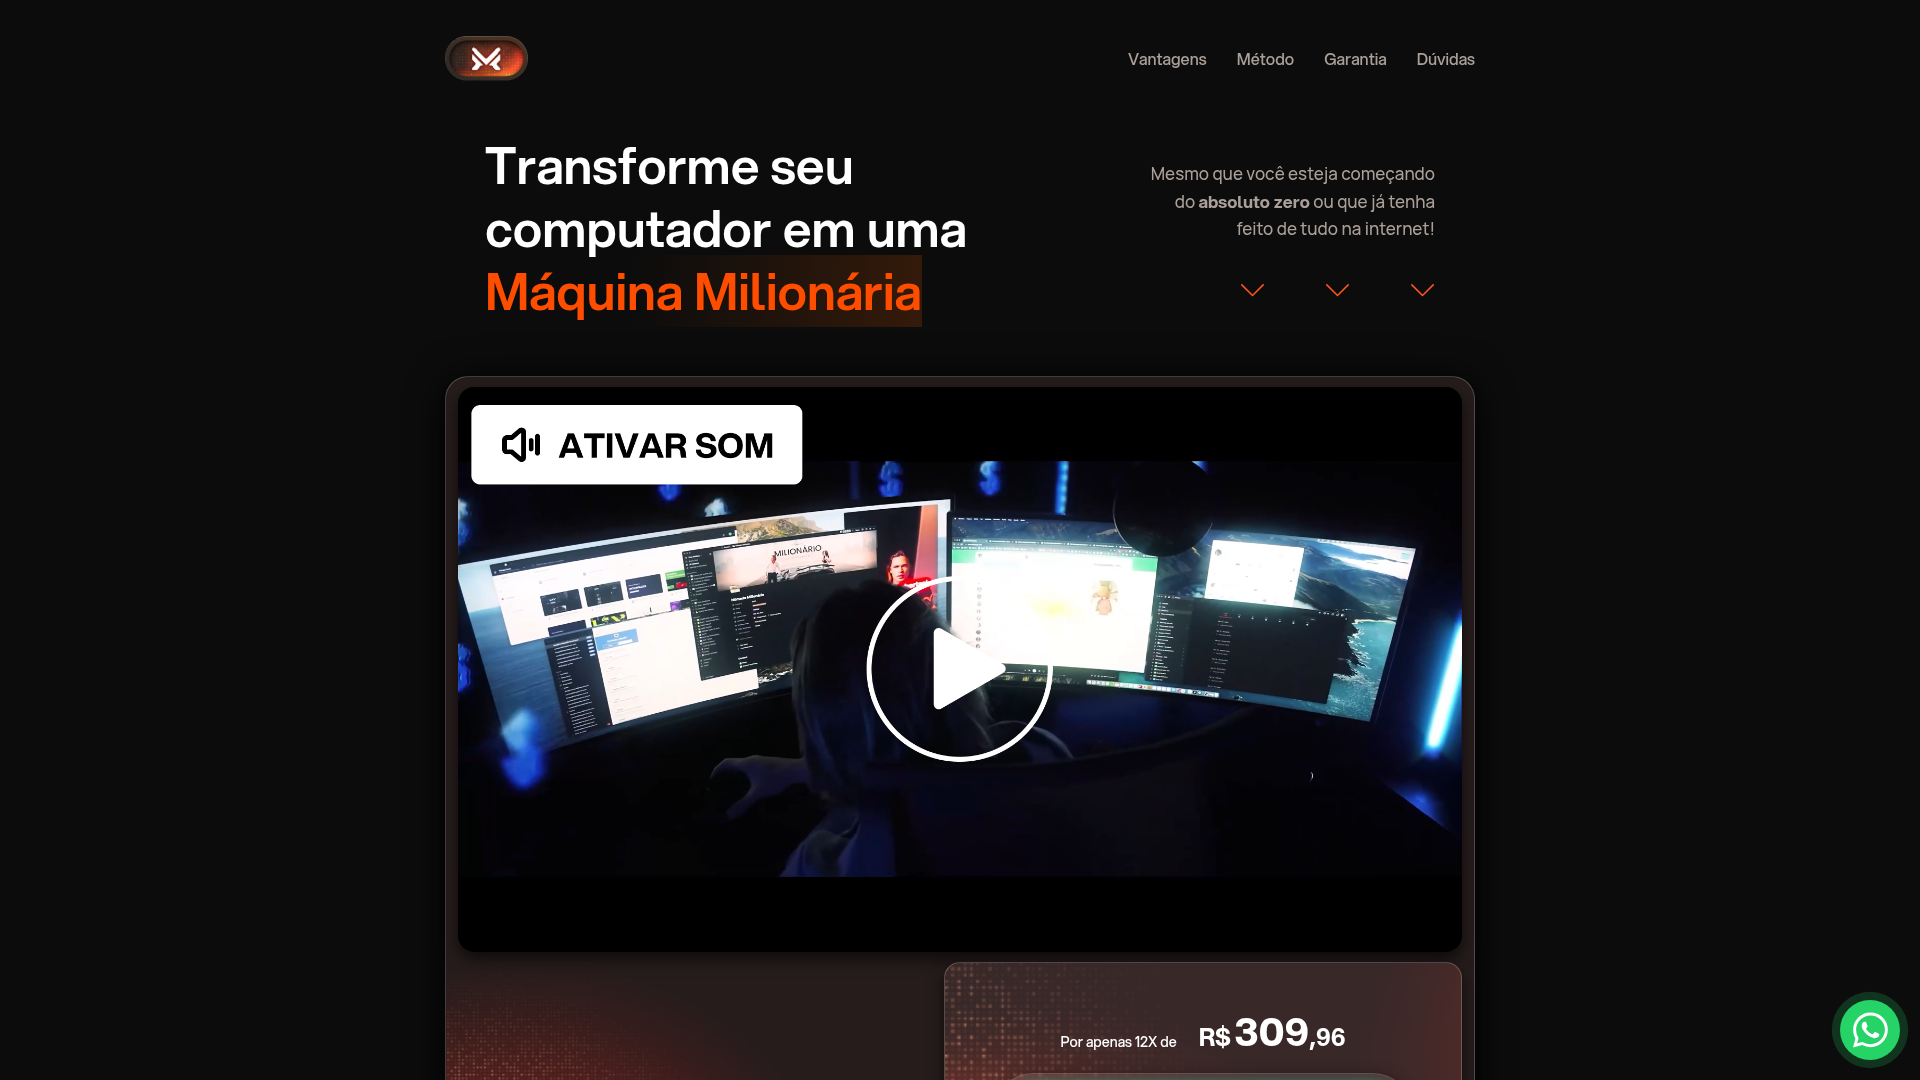 Vantagens
Método
Garantia
Dúvidas
Transforme seu
computador em uma
Máquina Milionária
Mesmo que você esteja começando
do absoluto zero ou que já tenha
feito de tudo na internet!
ATIVAR SOM
MILIONÁRIO
Por apenas 12X de R$ 309,96